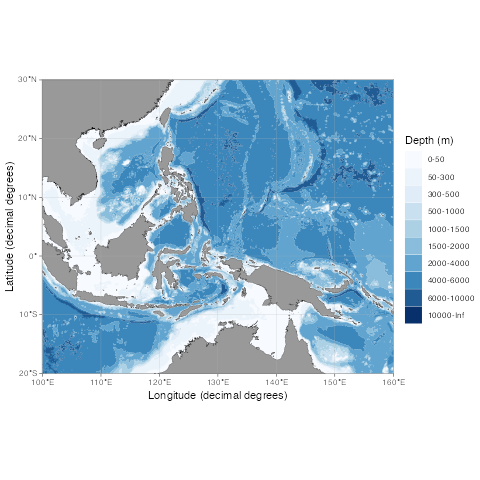 Depth (m)
0-50
50-300
300-500
500-1000
1000-1500
1500-2000
2000-4000
4000-6000
6000-10000
10000-Inf
30°N
20°N
10°N
0°
10°S
20°S
100°E
110°E
120°E
130°E
140°E
150°E
160°E
Latitude (decimal degrees)
Longitude (decimal degrees)